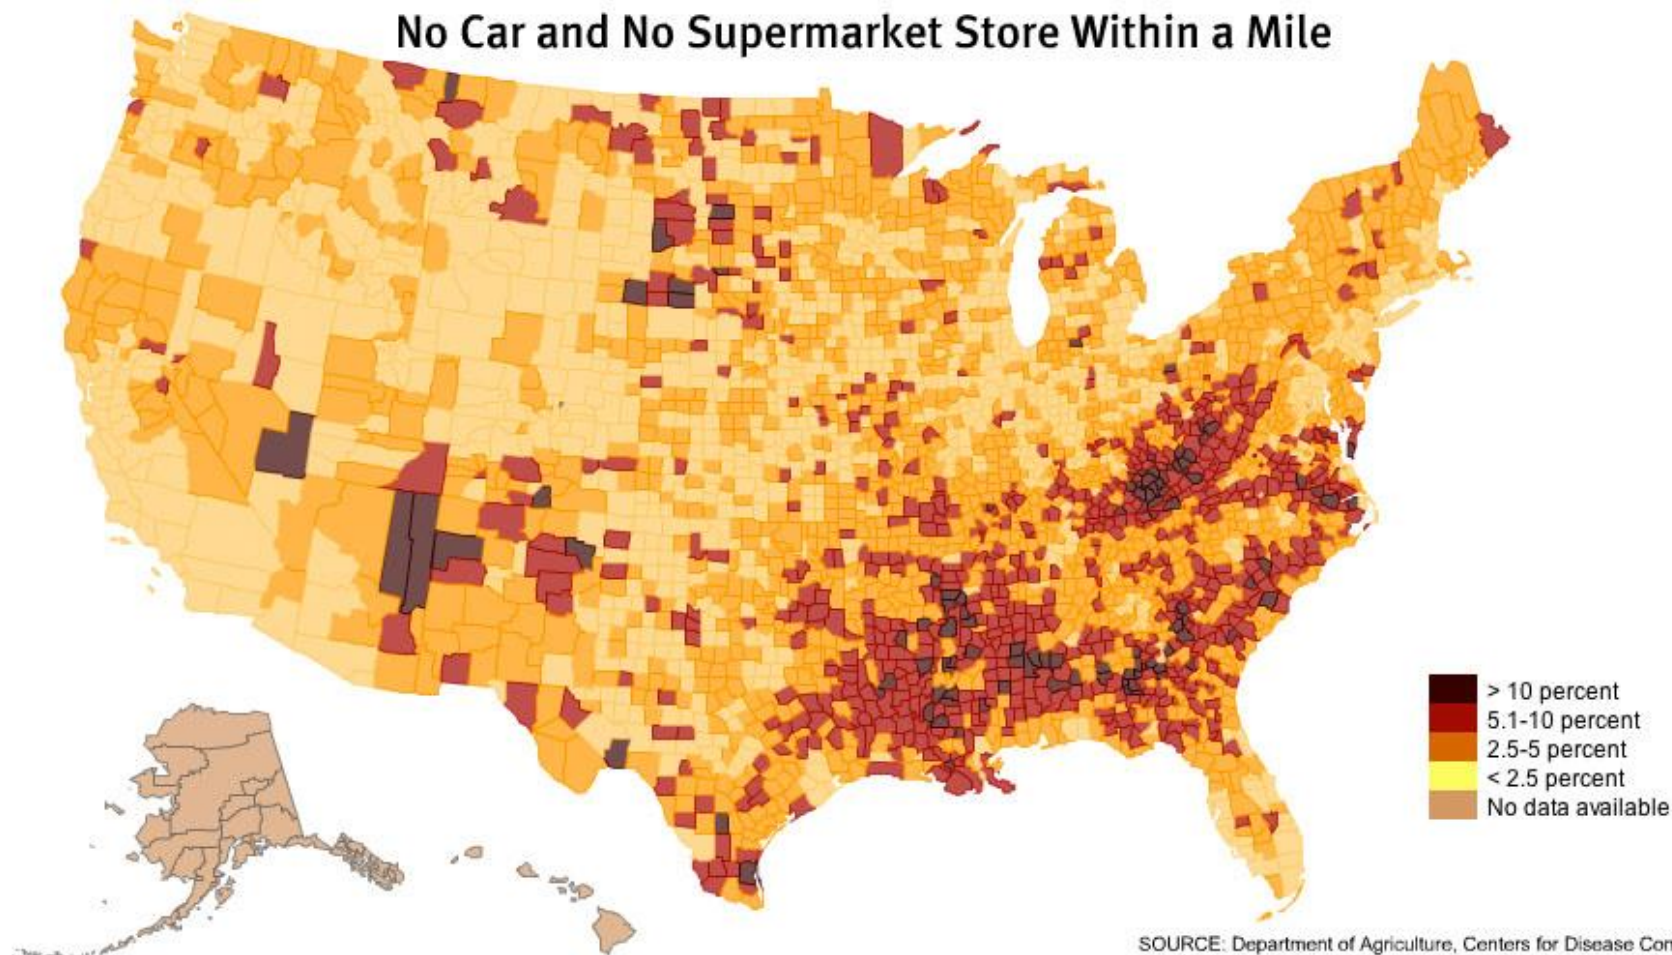 No Car and No Supermarket Store Within a Mile
> 10 percent
5.1-10 percent
2.5-5 percent
< 2.5 percent
No data available
SOURCE: Department of Agriculture, Centers for Disease Con